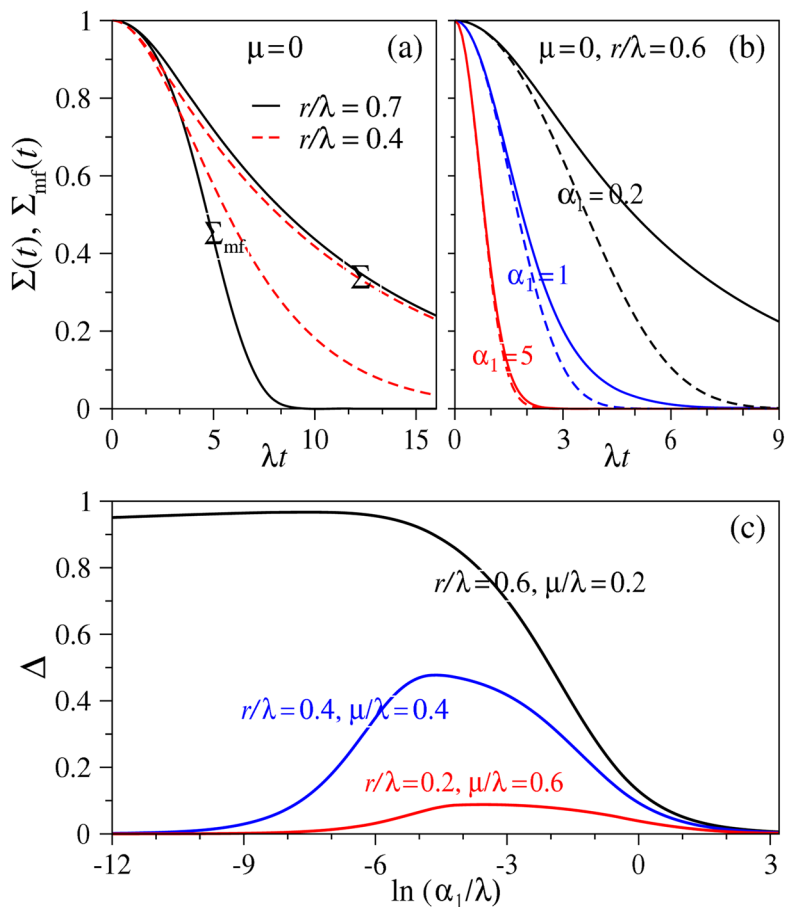 μ=0 (a)
r/λ=0.7
r/λ=0.4
Σ(t), Σmf(t)
Σmf
Σ
1
0.8
0.6
0.4
0.2
0
0 5 10 15
λt
μ=0, r/λ=0.6 (b)
α1=0.2
α1=1
α1=5
0 3 6 9
λt
(c)
Δ
1
0.8
0.6
0.4
0.2
0
r/λ=0.6, μ/λ=0.2
r/λ=0.4, μ/λ=0.4
r/λ=0.2, μ/λ=0.6
-12 -9 -6 -3 0 3
ln (α1/λ)